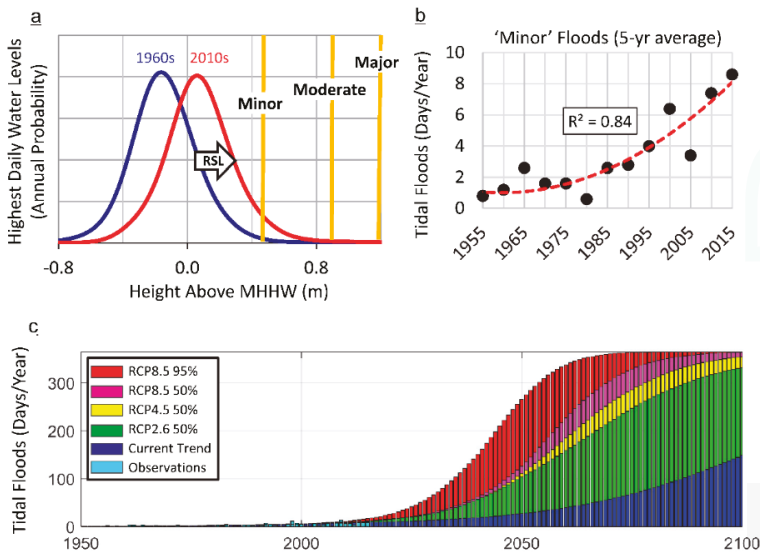 a
1960s 2010s
Minor
Moderate
Major
RSL
Highest Daily Water Levels
(Annual Probability)
-0.8 0.0 0.8
Height Above MHHW (m)
b
'Minor' Floods (5-yr average)
Tidal Floods (Days/Year)
10
8
6
4
2
0
R² = 0.84
1955 1965 1975 1985 1995 2005 2015
c
Tidal Floods (Days/Year)
300
200
100
0
RCP8.5 95%
RCP8.5 50%
RCP4.5 50%
RCP2.6 50%
Current Trend
Observations
1950 2000 2050 2100